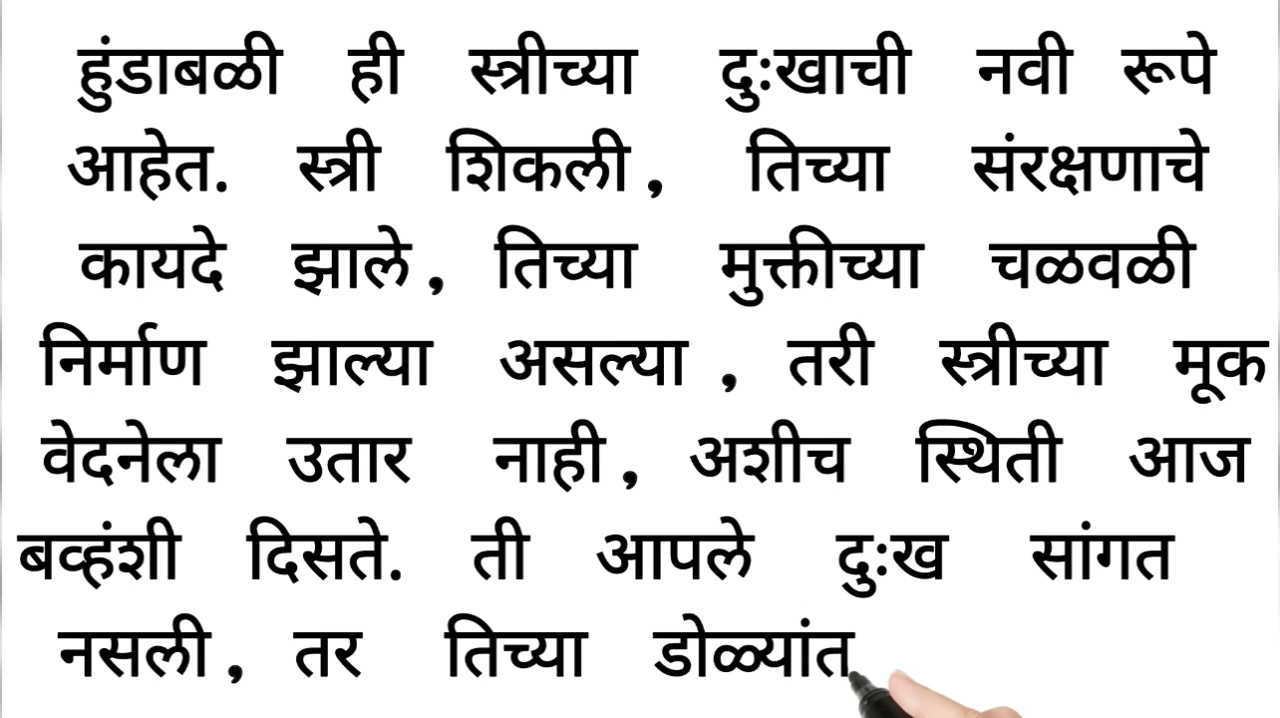 हुंडाबळी ही स्त्रीच्या दुःखाची नवी रूपे
आहेत. स्त्री शिकली, तिच्या संरक्षणाचे
कायदे झाले, तिच्या मुक्तीच्या चळवळी
निर्माण झाल्या असल्या, तरी स्त्रीच्या मूक
वेदनेला उतार नाही, अशीच स्थिती आज
बव्हंशी दिसते. ती आपले दुःख सांगत
नसली, तर तिच्या डोळ्यांत